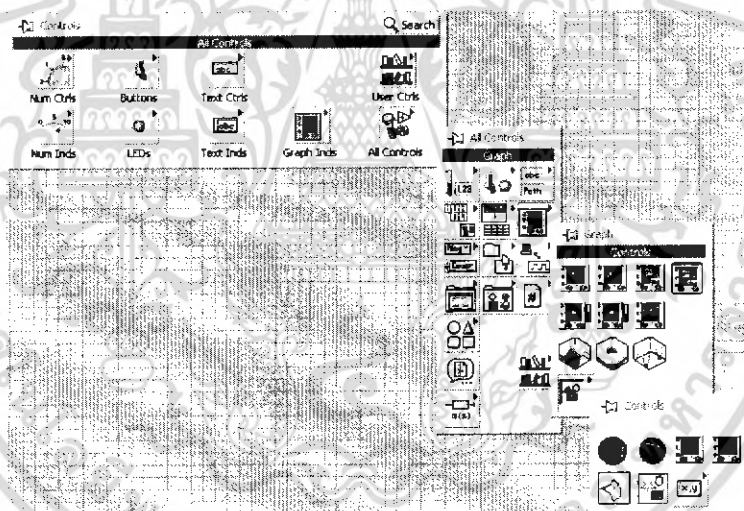 Controls
Search
All Controls
Num Ctrls
Buttons
Text Ctrls
User Ctrls
Num Inds
LEDs
Text Inds
Graph Inds
All Controls
All Controls
Graph
abc
Path
Graph
Controls
Controls
x,y